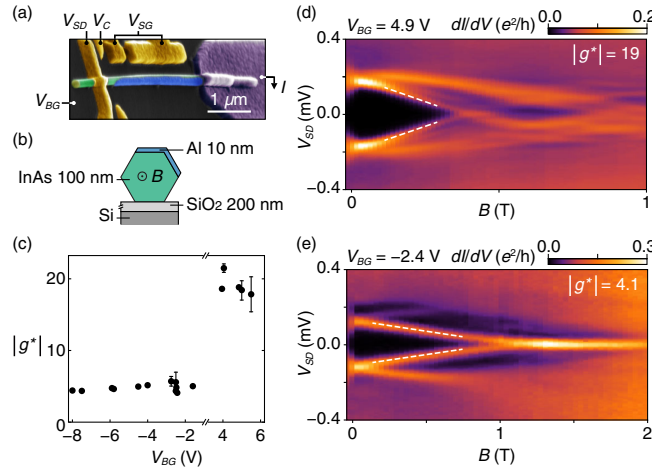 (a)
V_SD V_C V_SG
V_BG
I
1 μm
(b)
Al 10 nm
InAs 100 nm
B
SiO2 200 nm
Si
(c)
|g*|
20
10
0
-8 -6 -4 -2 4 6
V_BG (V)
(d)
V_BG = 4.9 V dI/dV (e²/h)
0.0 0.2
|g*| = 19
V_SD (mV)
0.4
0.0
-0.4
0 1
B (T)
(e)
V_BG = −2.4 V dI/dV (e²/h)
0.0 0.3
|g*| = 4.1
V_SD (mV)
0.4
0.0
-0.4
0 1 2
B (T)